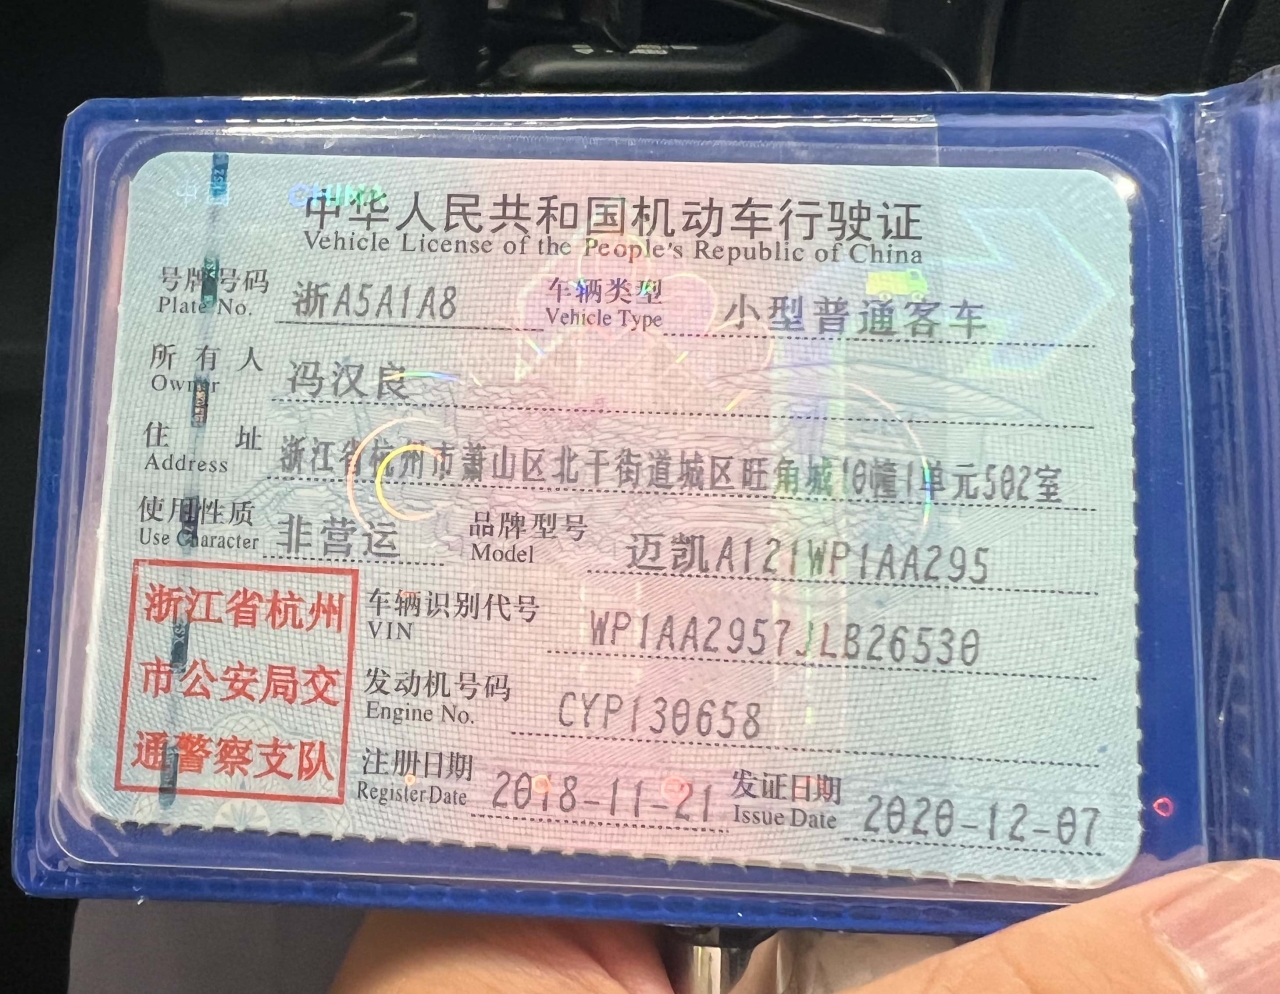 中华人民共和国机动车行驶证
Vehicle License of the People's Republic of China
号牌号码 浙A5A1A8 车辆类型 小型普通客车
Plate No. Vehicle Type
所有人 冯汉良
Owner
住址 浙江省杭州市萧山区北干街道城区旺角城10幢1单元502室
Address
使用性质 非营运 品牌型号 迈凯A121WP1AA295
Use Character Model
浙江省杭州
市公安局交
通警察支队
车辆识别代号 WP1AA2957JLB26530
VIN
发动机号码 CYP130658
Engine No.
注册日期 2018-11-21 发证日期 2020-12-07
Register Date Issue Date